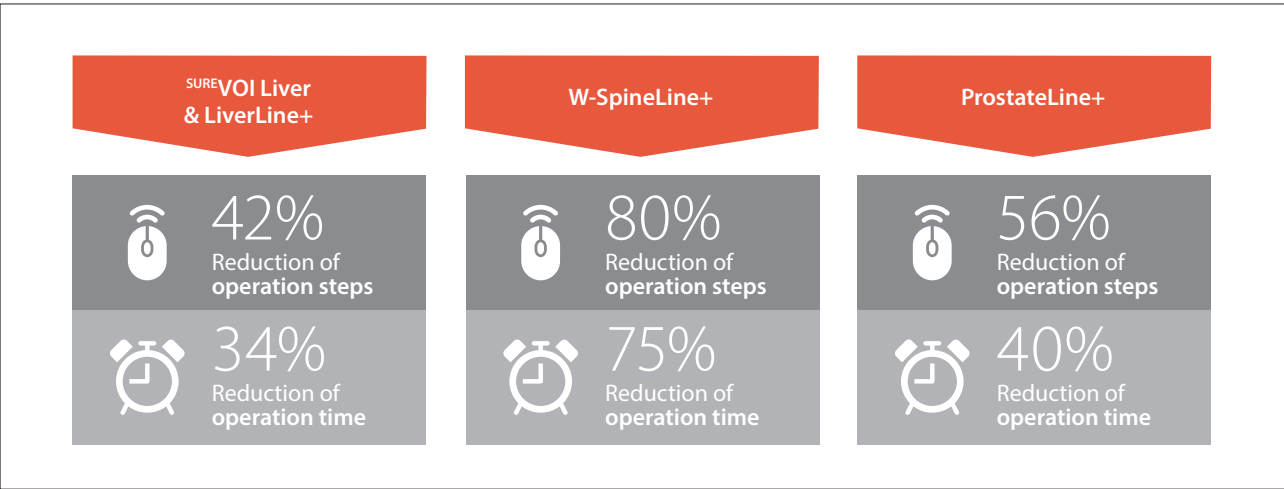 SUREVOI Liver
& LiverLine+
42%
Reduction of
operation steps
34%
Reduction of
operation time
W-SpineLine+
80%
Reduction of
operation steps
75%
Reduction of
operation time
ProstateLine+
56%
Reduction of
operation steps
40%
Reduction of
operation time